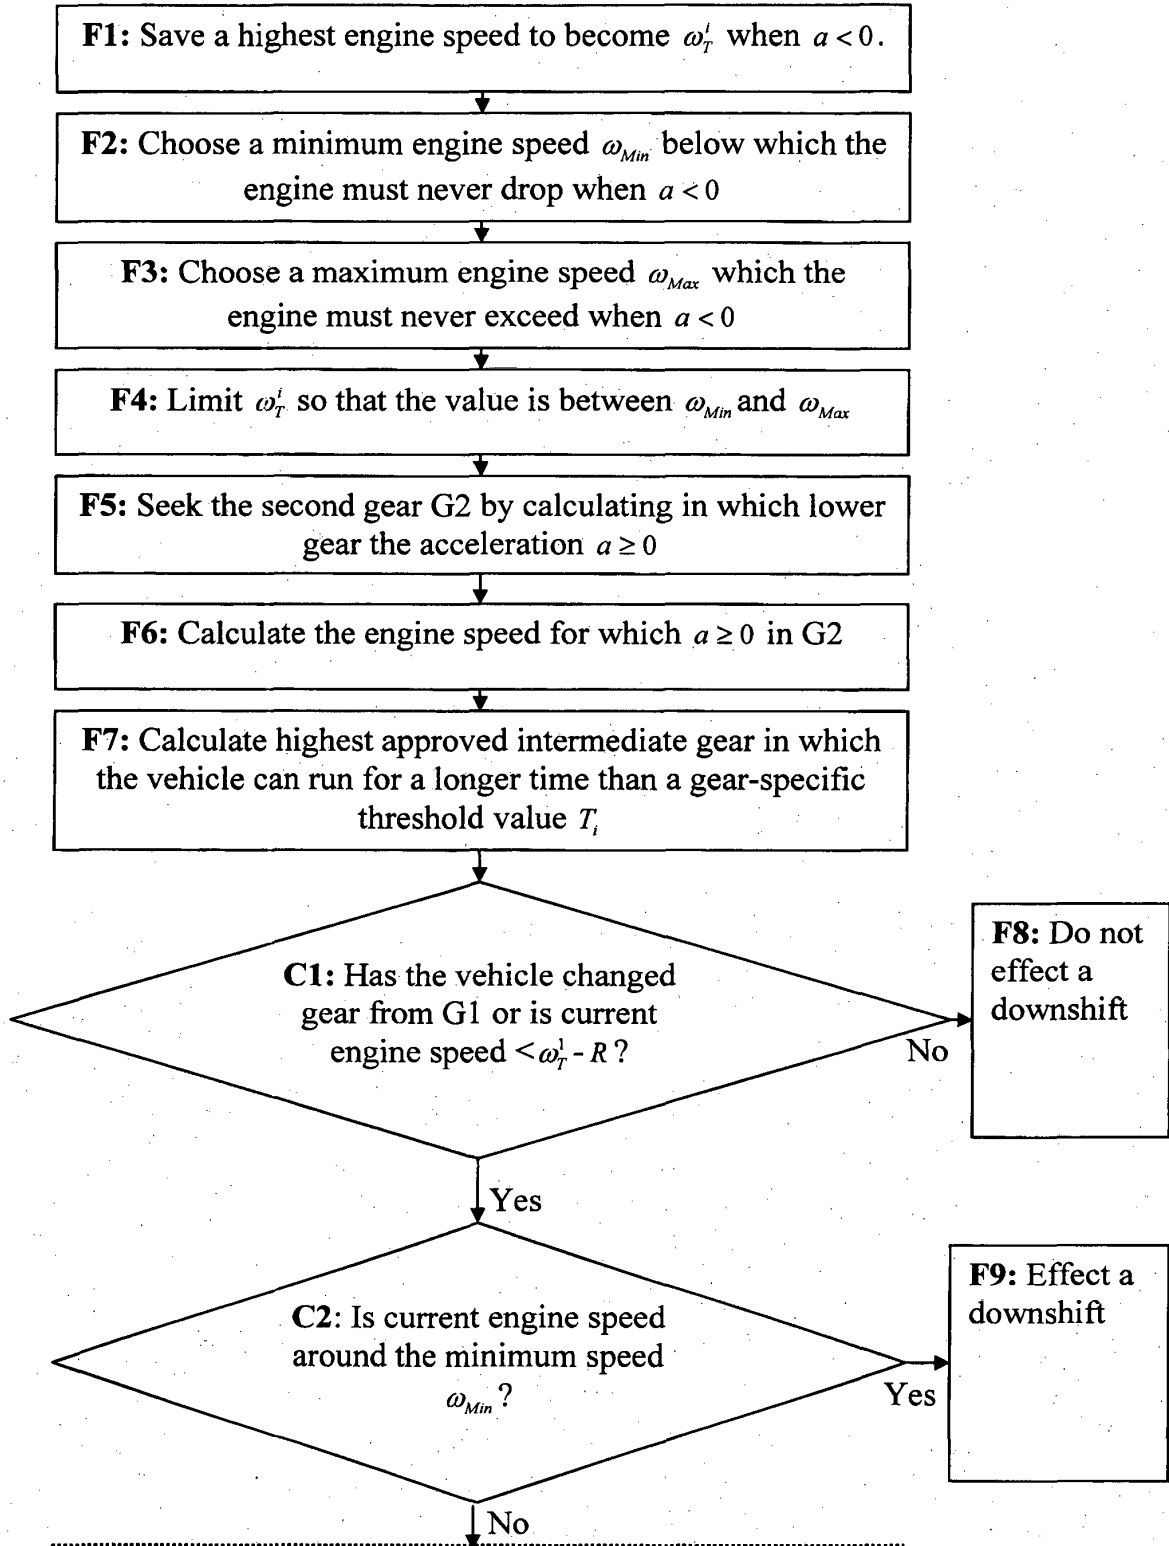 F1: Save a highest engine speed to become ω_T^i when a < 0.
F2: Choose a minimum engine speed ω_Min below which the
engine must never drop when a < 0
F3: Choose a maximum engine speed ω_Max which the
engine must never exceed when a < 0
F4: Limit ω_T^i so that the value is between ω_Min and ω_Max
F5: Seek the second gear G2 by calculating in which lower
gear the acceleration a ≥ 0
F6: Calculate the engine speed for which a ≥ 0 in G2
F7: Calculate highest approved intermediate gear in which
the vehicle can run for a longer time than a gear-specific
threshold value T_i
C1: Has the vehicle changed
gear from G1 or is current
engine speed < ω_T^1 - R ?
No
F8: Do not
effect a
downshift
Yes
C2: Is current engine speed
around the minimum speed
ω_Min ?
Yes
F9: Effect a
downshift
No